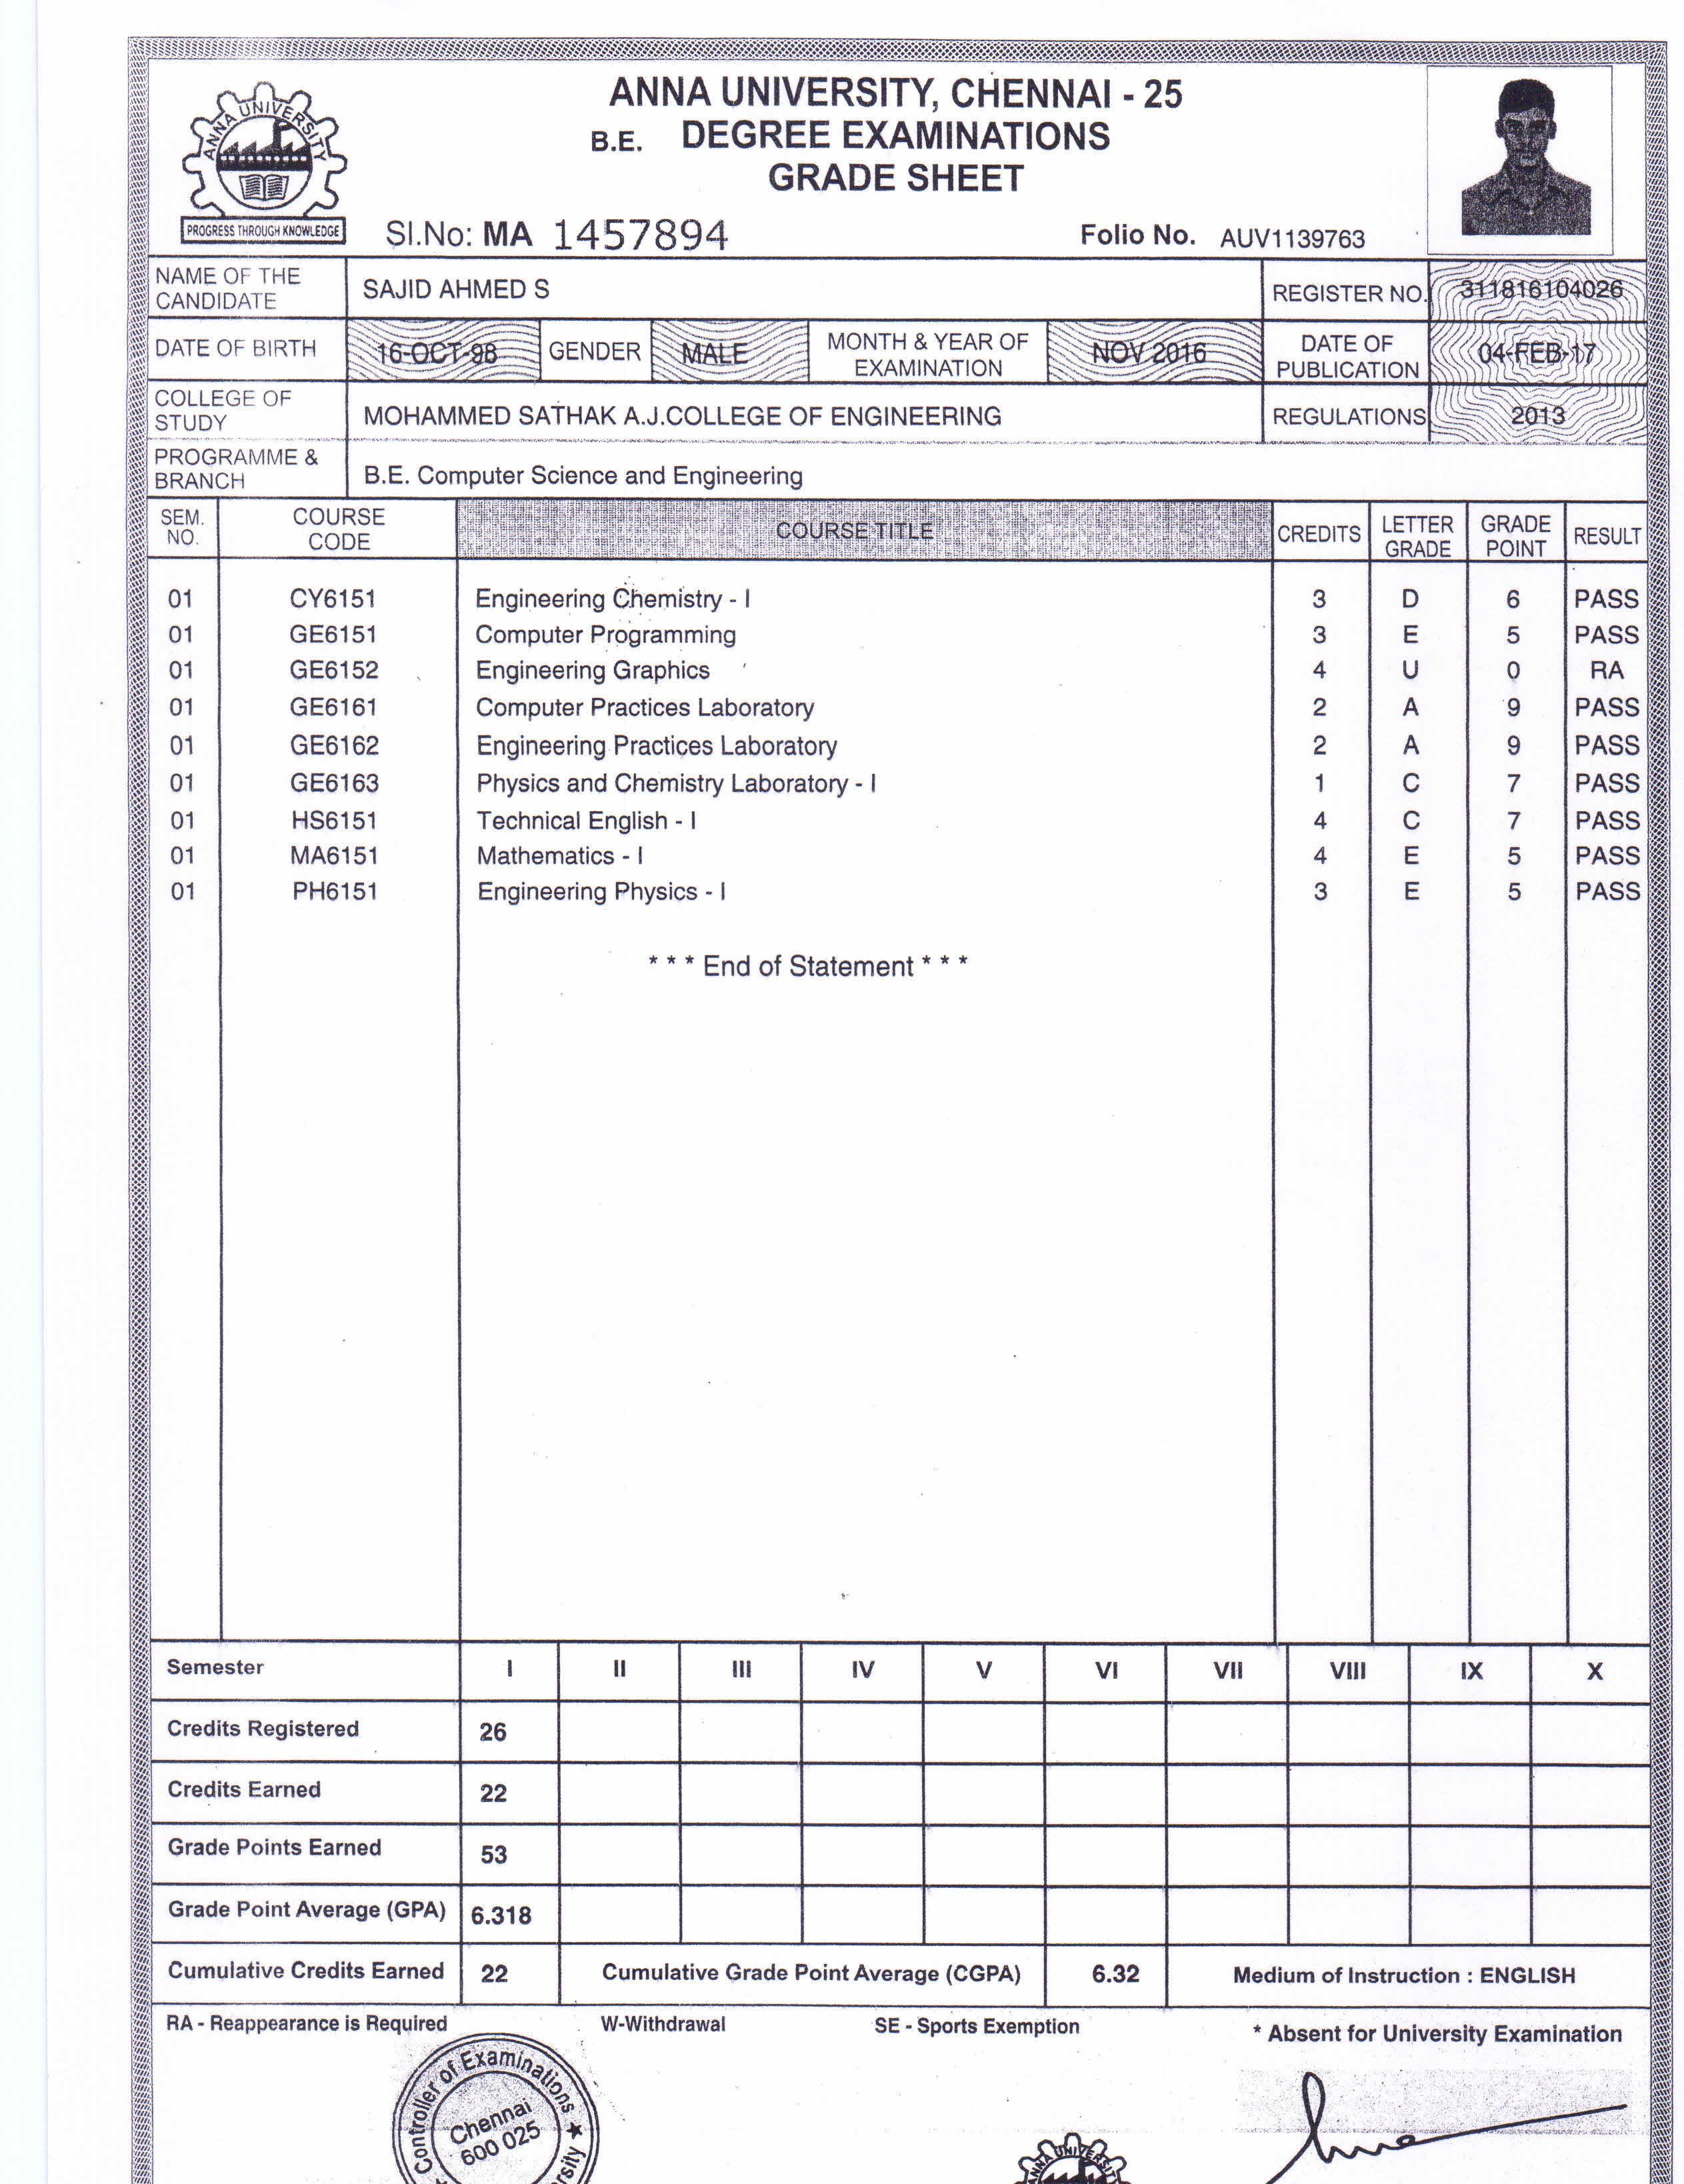 ANNA UNIVERSITY
PROGRESS THROUGH KNOWLEDGE
ANNA UNIVERSITY, CHENNAI - 25
B.E. DEGREE EXAMINATIONS
GRADE SHEET
SI.No: MA 1457894
Folio No. AUV1139763
NAME OF THE CANDIDATE SAJID AHMED S REGISTER NO. 311816104026
DATE OF BIRTH 16-OCT-98 GENDER MALE MONTH & YEAR OF EXAMINATION NOV 2016 DATE OF PUBLICATION 04-FEB-17
COLLEGE OF STUDY MOHAMMED SATHAK A.J.COLLEGE OF ENGINEERING REGULATIONS 2013
PROGRAMME & BRANCH B.E. Computer Science and Engineering
SEM. NO. COURSE CODE COURSE TITLE CREDITS LETTER GRADE GRADE POINT RESULT
01 CY6151 Engineering Chemistry - I 3 D 6 PASS
01 GE6151 Computer Programming 3 E 5 PASS
01 GE6152 Engineering Graphics 4 U 0 RA
01 GE6161 Computer Practices Laboratory 2 A 9 PASS
01 GE6162 Engineering Practices Laboratory 2 A 9 PASS
01 GE6163 Physics and Chemistry Laboratory - I 1 C 7 PASS
01 HS6151 Technical English - I 4 C 7 PASS
01 MA6151 Mathematics - I 4 E 5 PASS
01 PH6151 Engineering Physics - I 3 E 5 PASS
* * * End of Statement * * *
Semester I II III IV V VI VII VIII IX X
Credits Registered 26
Credits Earned 22
Grade Points Earned 53
Grade Point Average (GPA) 6.318
Cumulative Credits Earned 22 Cumulative Grade Point Average (CGPA) 6.32 Medium of Instruction : ENGLISH
RA - Reappearance is Required W-Withdrawal SE - Sports Exemption * Absent for University Examination
Controller of Examinations
Chennai
600 025
ANNA UNIVERSITY